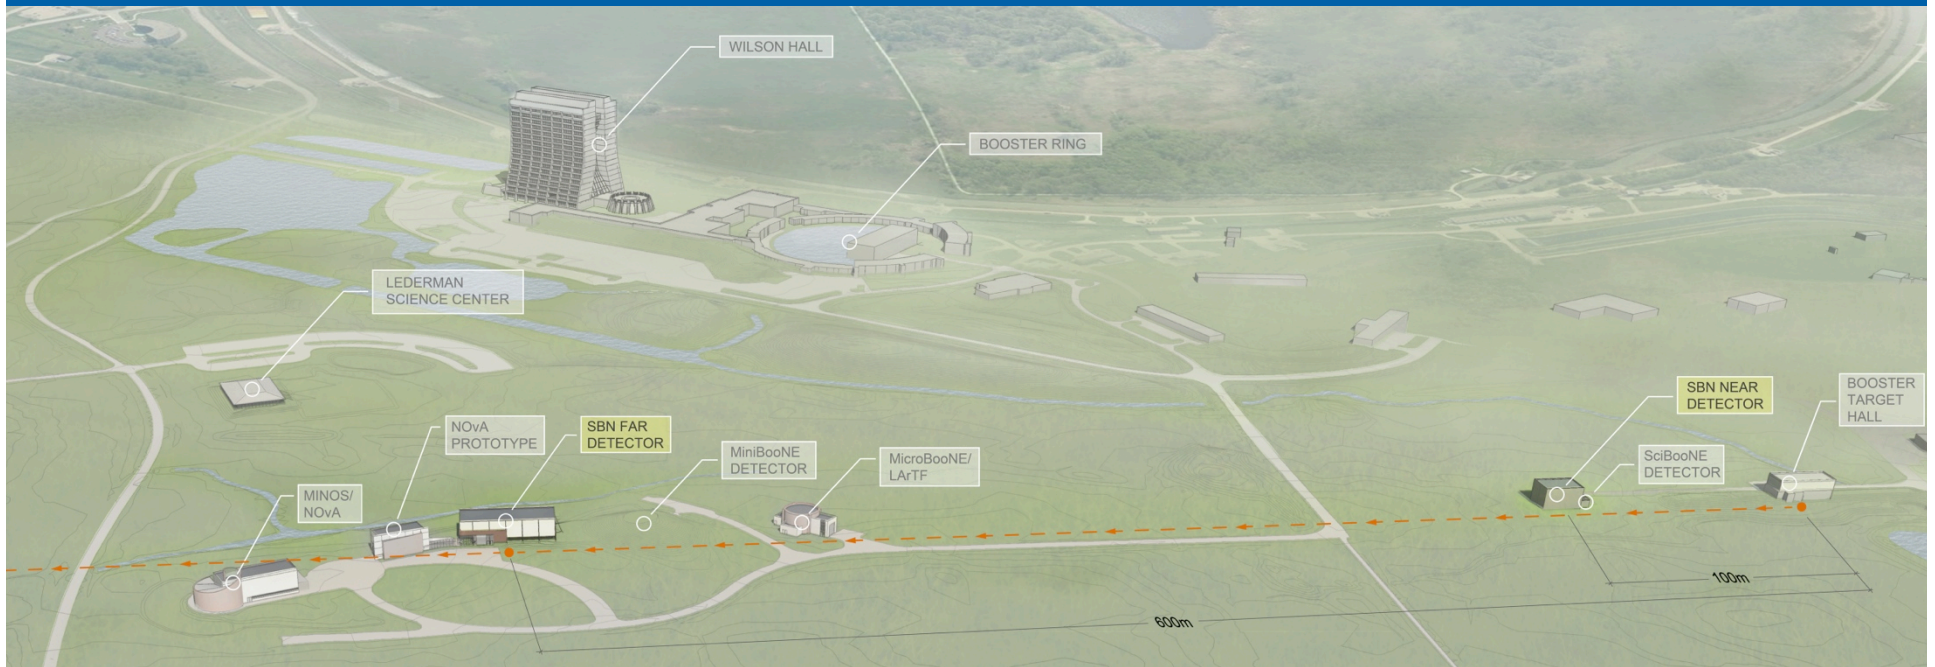 WILSON HALL
BOOSTER RING
LEDERMAN
SCIENCE CENTER
SBN NEAR
DETECTOR
BOOSTER
TARGET
HALL
NOvA
PROTOTYPE
SBN FAR
DETECTOR
MiniBooNE
DETECTOR
MicroBooNE/
LArTF
SciBooNE
DETECTOR
MINOS/
NOvA
100m
600m